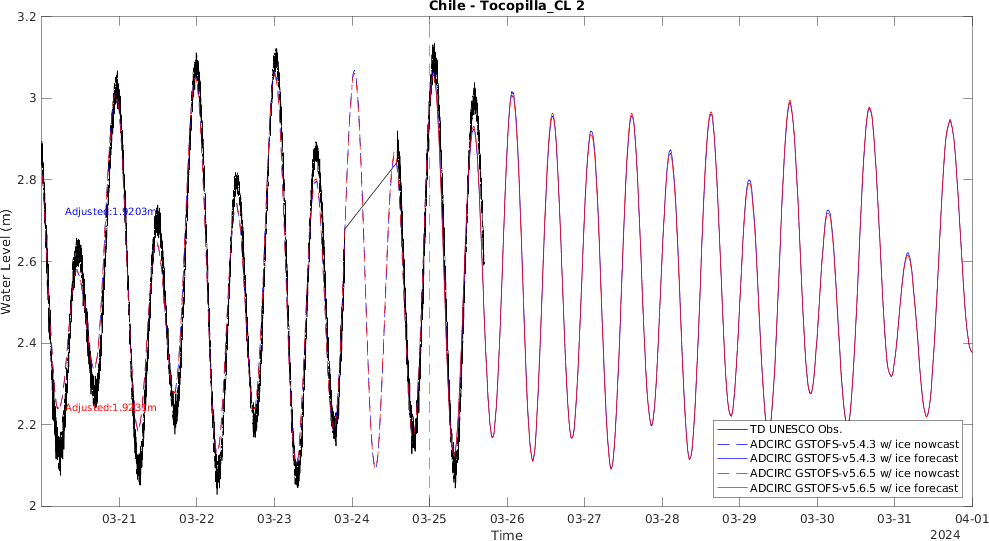 Chile - Tocopilla_CL 2
3.2
3
2.8
2.6
2.4
2.2
2
Water Level (m)
Adjusted:1.9203m
Adjusted:1.9239m
TD UNESCO Obs.
ADCIRC GSTOFS-v5.4.3 w/ ice nowcast
ADCIRC GSTOFS-v5.4.3 w/ ice forecast
ADCIRC GSTOFS-v5.6.5 w/ ice nowcast
ADCIRC GSTOFS-v5.6.5 w/ ice forecast
03-21 03-22 03-23 03-24 03-25 03-26 03-27 03-28 03-29 03-30 03-31 04-01
Time
2024